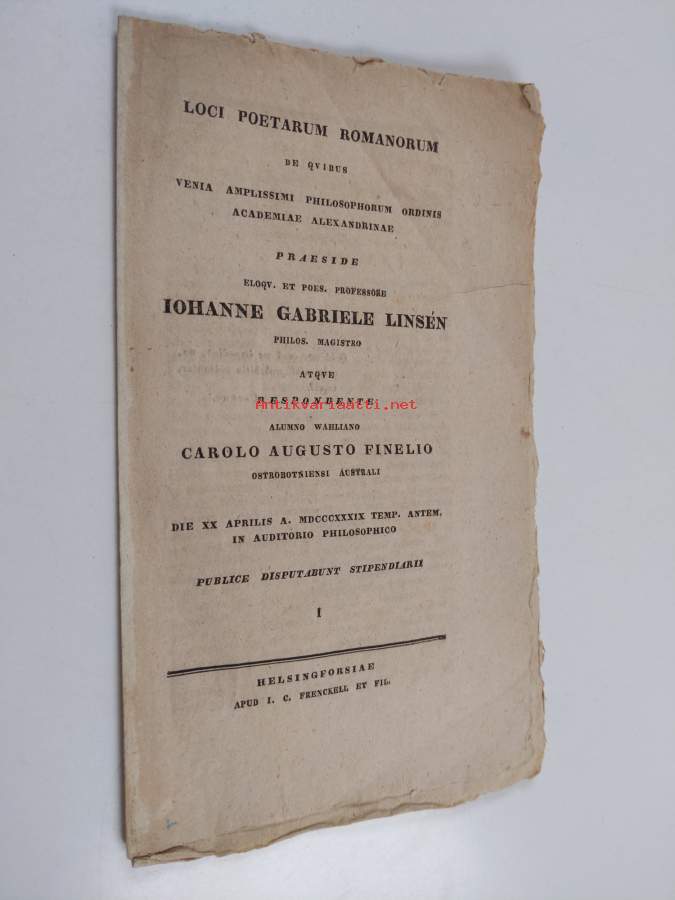 LOCI POETARUM ROMANORUM
DE QVIBUS
VENIA AMPLISSIMI PHILOSOPHORUM ORDINIS
ACADEMIAE ALEXANDRINAE
PRAESIDE
ELOQV. ET POES. PROFESSORE
IOHANNE GABRIELE LINSÉN
PHILOS. MAGISTRO
ATQVE
RESPONDENTE
Antikvariaatti.net
ALUMNO WAHLIANO
CAROLO AUGUSTO FINELIO
OSTROBOTNIENSI AUSTRALI
DIE XX APRILIS A. MDCCCXXXIX TEMP. ANTEM.
IN AUDITORIO PHILOSOPHICO
PUBLICE DISPUTABUNT STIPENDIARII
I
HELSINGFORSIAE
APUD I. C. FRENCKELL ET FIL.